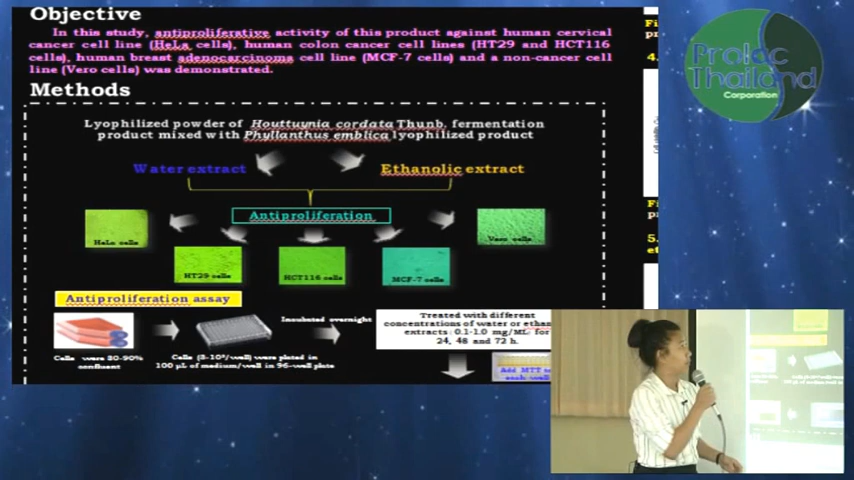 Objective
In this study, antiproliferative activity of this product against human cervical
cancer cell line (HeLa cells), human colon cancer cell lines (HT29 and HCT116
cells), human breast adenocarcinoma cell line (MCF-7 cells) and a non-cancer cell
line (Vero cells) was demonstrated.
Methods
Lyophilized powder of Houttuynia cordata Thunb. fermentation
product mixed with Phyllanthus emblica lyophilized product
Water extract
Ethanolic extract
Antiproliferation
HeLa cells
Vero cells
HT29 cells
HCT116 cells
MCF-7 cells
Antiproliferation assay
Cells were 80-90%
confluent
Cells were plated in
100 µL of medium/well in 96-well plate
Incubated overnight
Treated with different
concentrations of water or
extracts: 0.1-1.0 mg/mL for
24, 48 and 72 h.
Add MTT
each well
Prolac
Thailand
Corporation
4.
5.